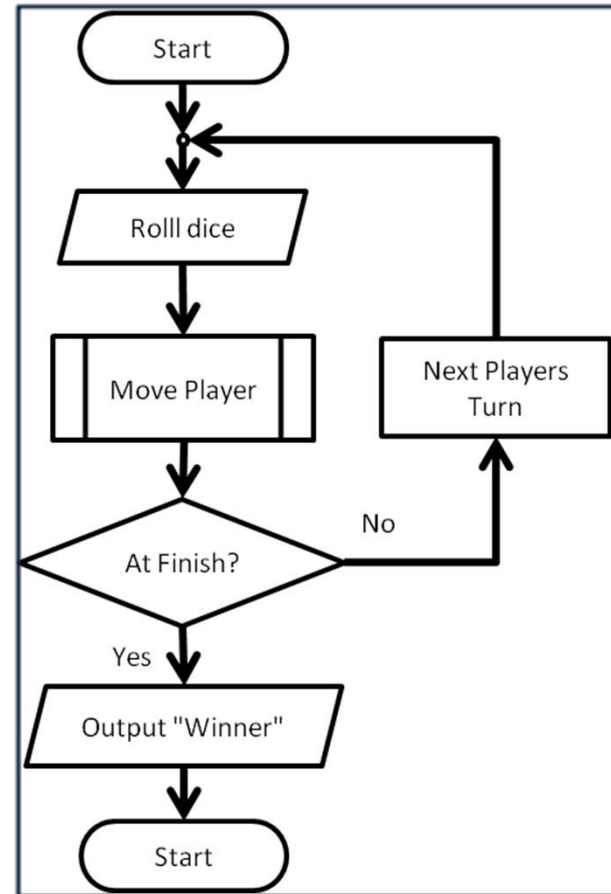 Start
Rolll dice
Move Player
Next Players
Turn
At Finish?
No
Yes
Output "Winner"
Start